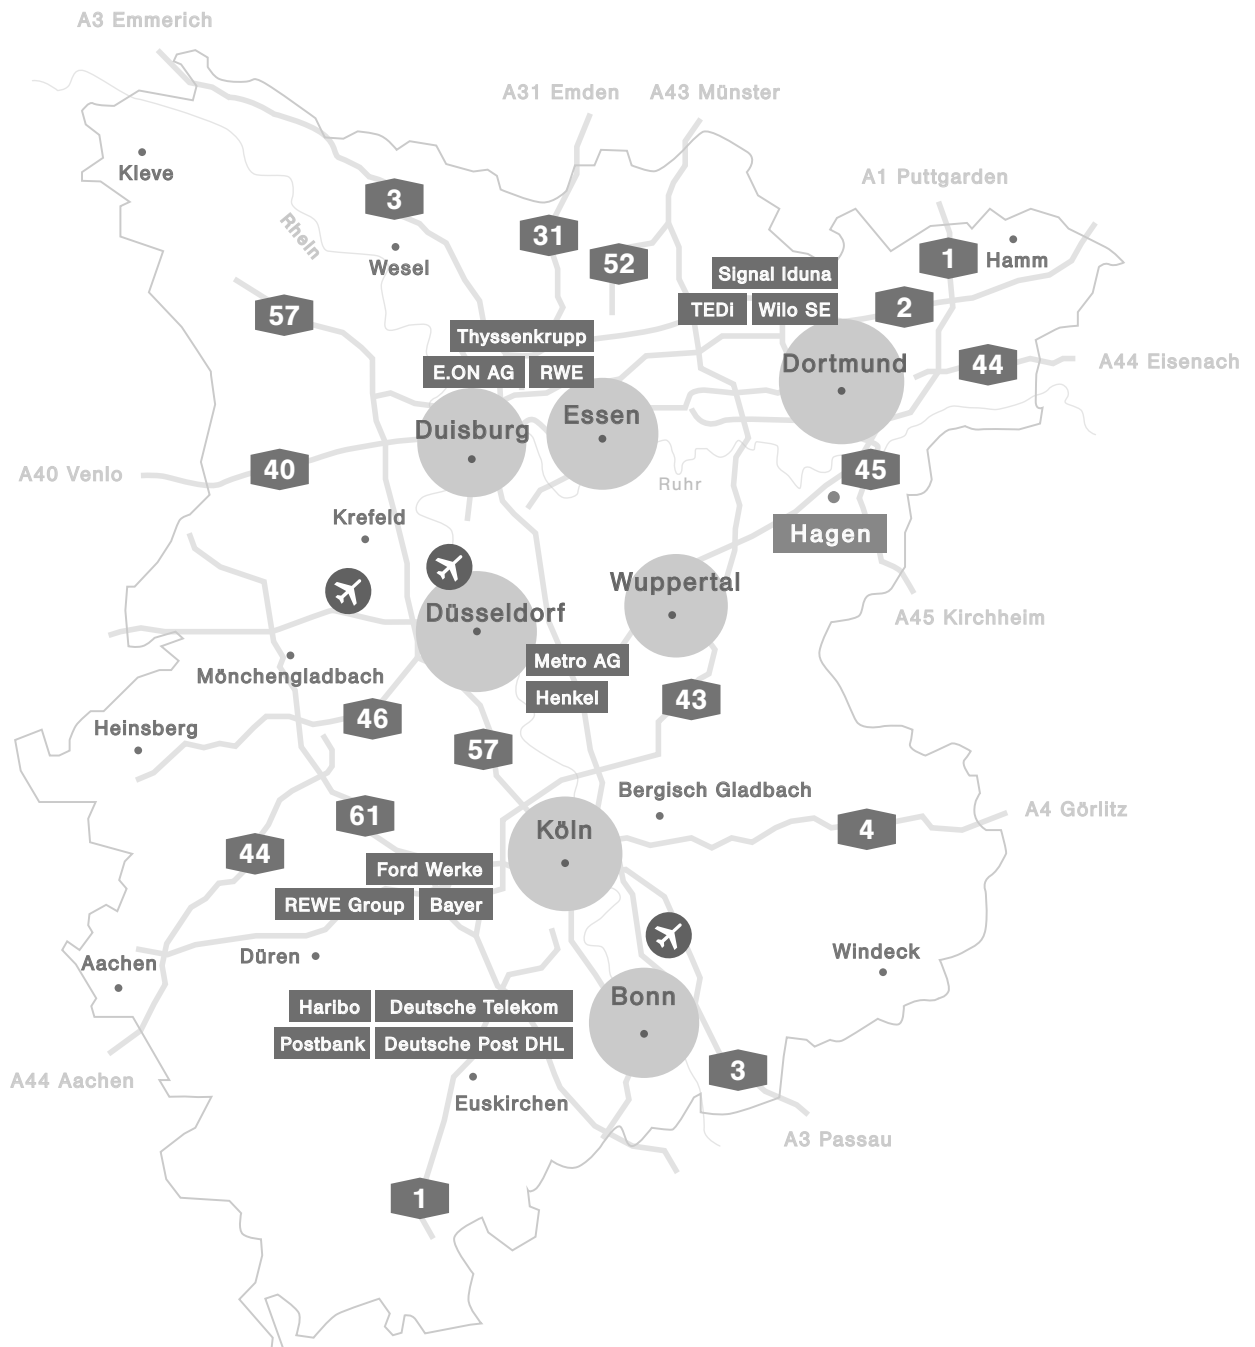 A3 Emmerich
A31 Emden
A43 Münster
Kleve
A1 Puttgarden
3
Rhein
31
52
1
Hamm
Wesel
Signal Iduna
57
TEDi
Wilo SE
2
Thyssenkrupp
E.ON AG
RWE
Dortmund
44
A44 Eisenach
Essen
Duisburg
A40 Venlo
40
45
Ruhr
Krefeld
Hagen
Wuppertal
Düsseldorf
A45 Kirchheim
Metro AG
Mönchengladbach
Henkel
43
46
Heinsberg
57
Bergisch Gladbach
61
Köln
4
A4 Görlitz
44
Ford Werke
REWE Group
Bayer
Düren
Windeck
Aachen
Bonn
Haribo
Deutsche Telekom
Postbank
Deutsche Post DHL
3
A44 Aachen
Euskirchen
A3 Passau
1